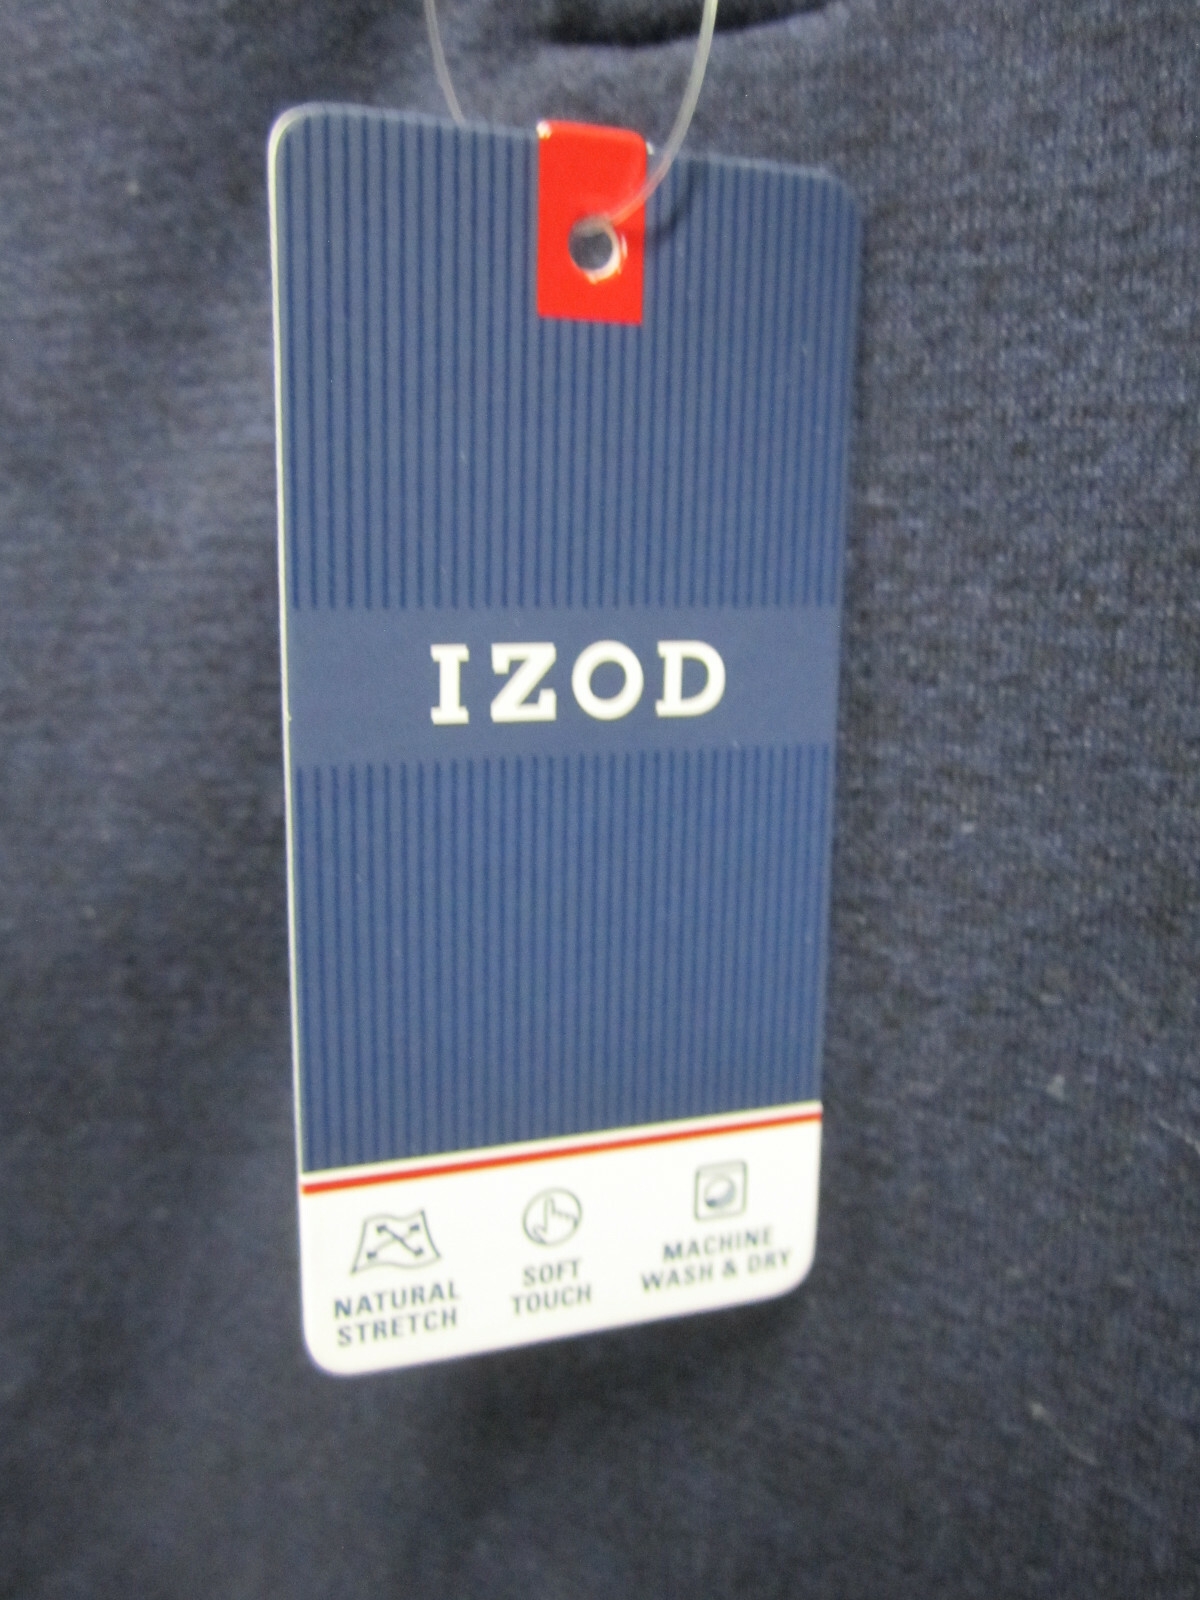 IZOD
NATURAL
STRETCH
SOFT
TOUCH
MACHINE
WASH & DRY